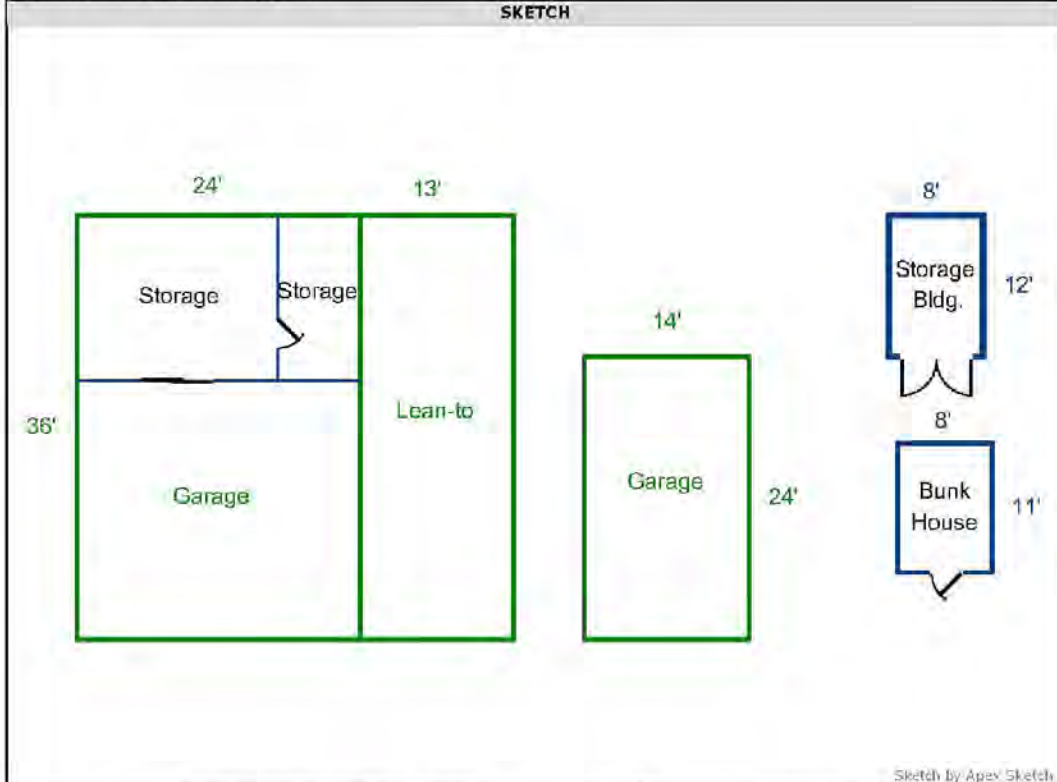 SKETCH
24'
13'
8'
Storage
Storage
Storage
Bldg.
12'
14'
8'
36'
Lean-to
Garage
Garage
24'
Bunk
House
11'
Sketch by Apex Sketch